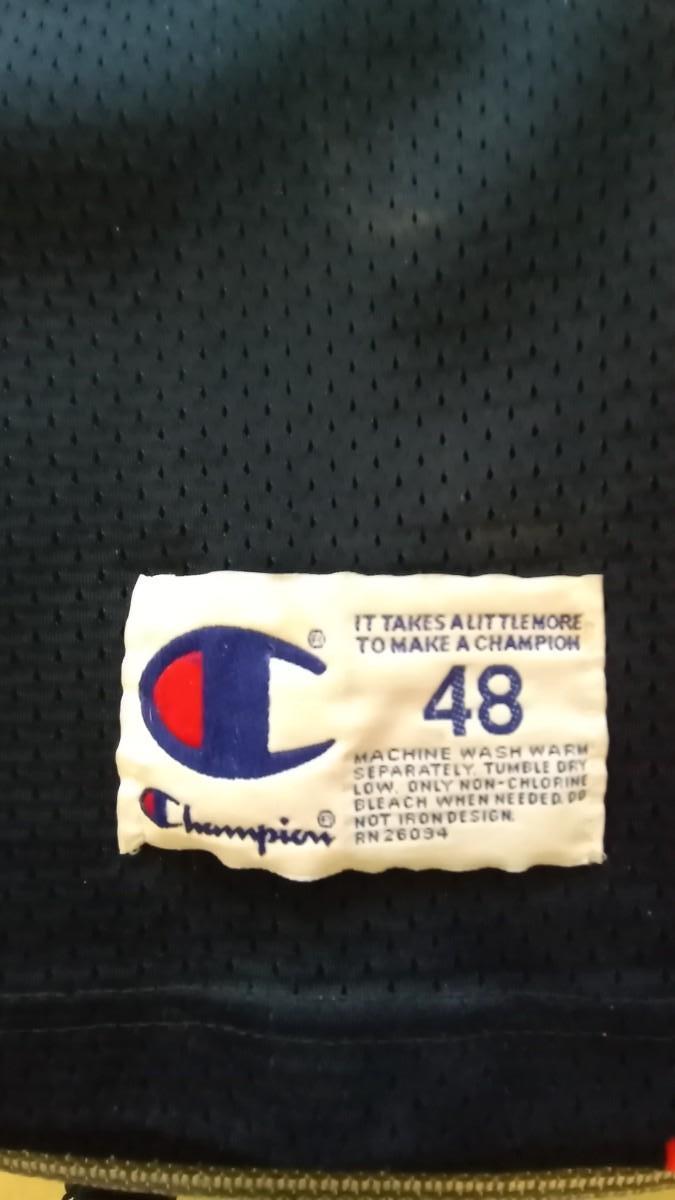 IT TAKES A LITTLE MORE
TO MAKE A CHAMPION
48
MACHINE WASH WARM
SEPARATELY. TUMBLE DRY
LOW. ONLY NON-CHLORINE
BLEACH WHEN NEEDED. DO
NOT IRON DESIGN.
RN 26094
Champion®